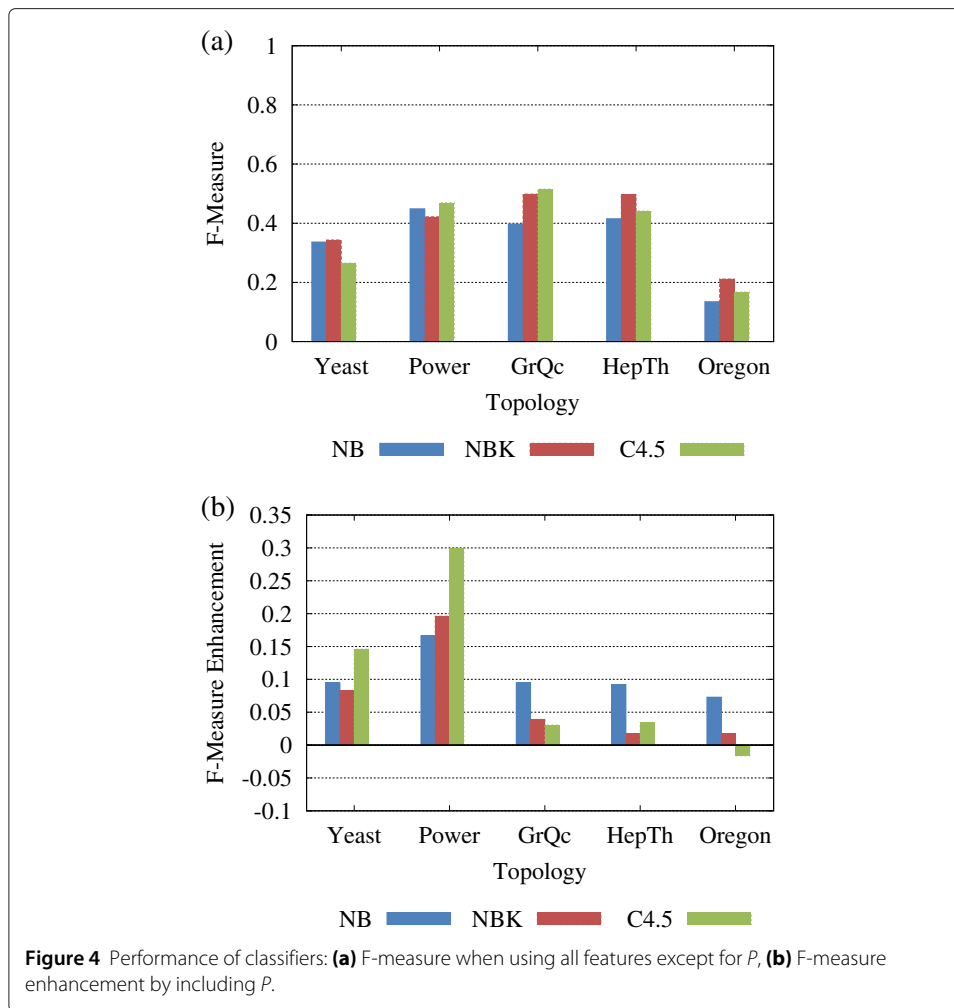 (a)
1
0.8
0.6
0.4
0.2
0
F-Measure
Yeast Power GrQc HepTh Oregon
Topology
NB NBK C4.5
(b)
0.35
0.3
0.25
0.2
0.15
0.1
0.05
0
-0.05
-0.1
F-Measure Enhancement
Yeast Power GrQc HepTh Oregon
Topology
NB NBK C4.5
Figure 4 Performance of classifiers: (a) F-measure when using all features except for P, (b) F-measure
enhancement by including P.